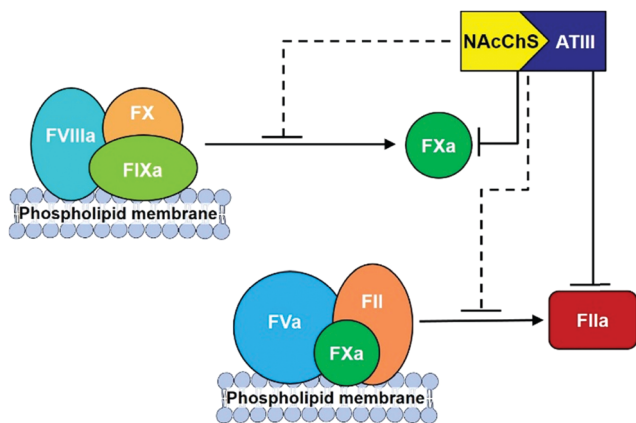 NAcChS ATIII
FX
FVIIIa
FIXa
FXa
Phospholipid membrane
FII
FVa
FXa
FIIa
Phospholipid membrane